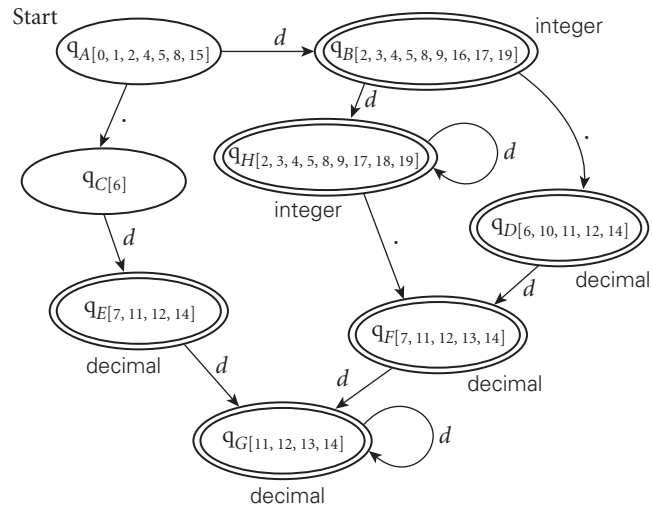 Start
integer
qA[0, 1, 2, 4, 5, 8, 15]
d
qB[2, 3, 4, 5, 8, 9, 16, 17, 19]
d
.
.
qH[2, 3, 4, 5, 8, 9, 17, 18, 19]
d
qC[6]
integer
qD[6, 10, 11, 12, 14]
d
.
decimal
d
qE[7, 11, 12, 14]
qF[7, 11, 12, 13, 14]
decimal
d
d
decimal
qG[11, 12, 13, 14]
d
decimal